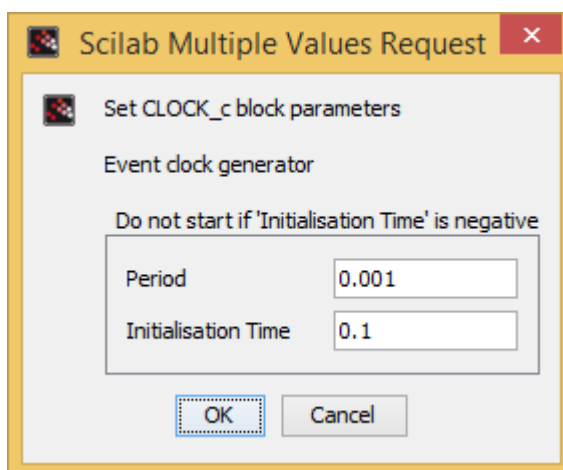 Scilab Multiple Values Request
Set CLOCK_c block parameters
Event clock generator
Do not start if 'Initialisation Time' is negative
Period 0.001
Initialisation Time 0.1
OK Cancel